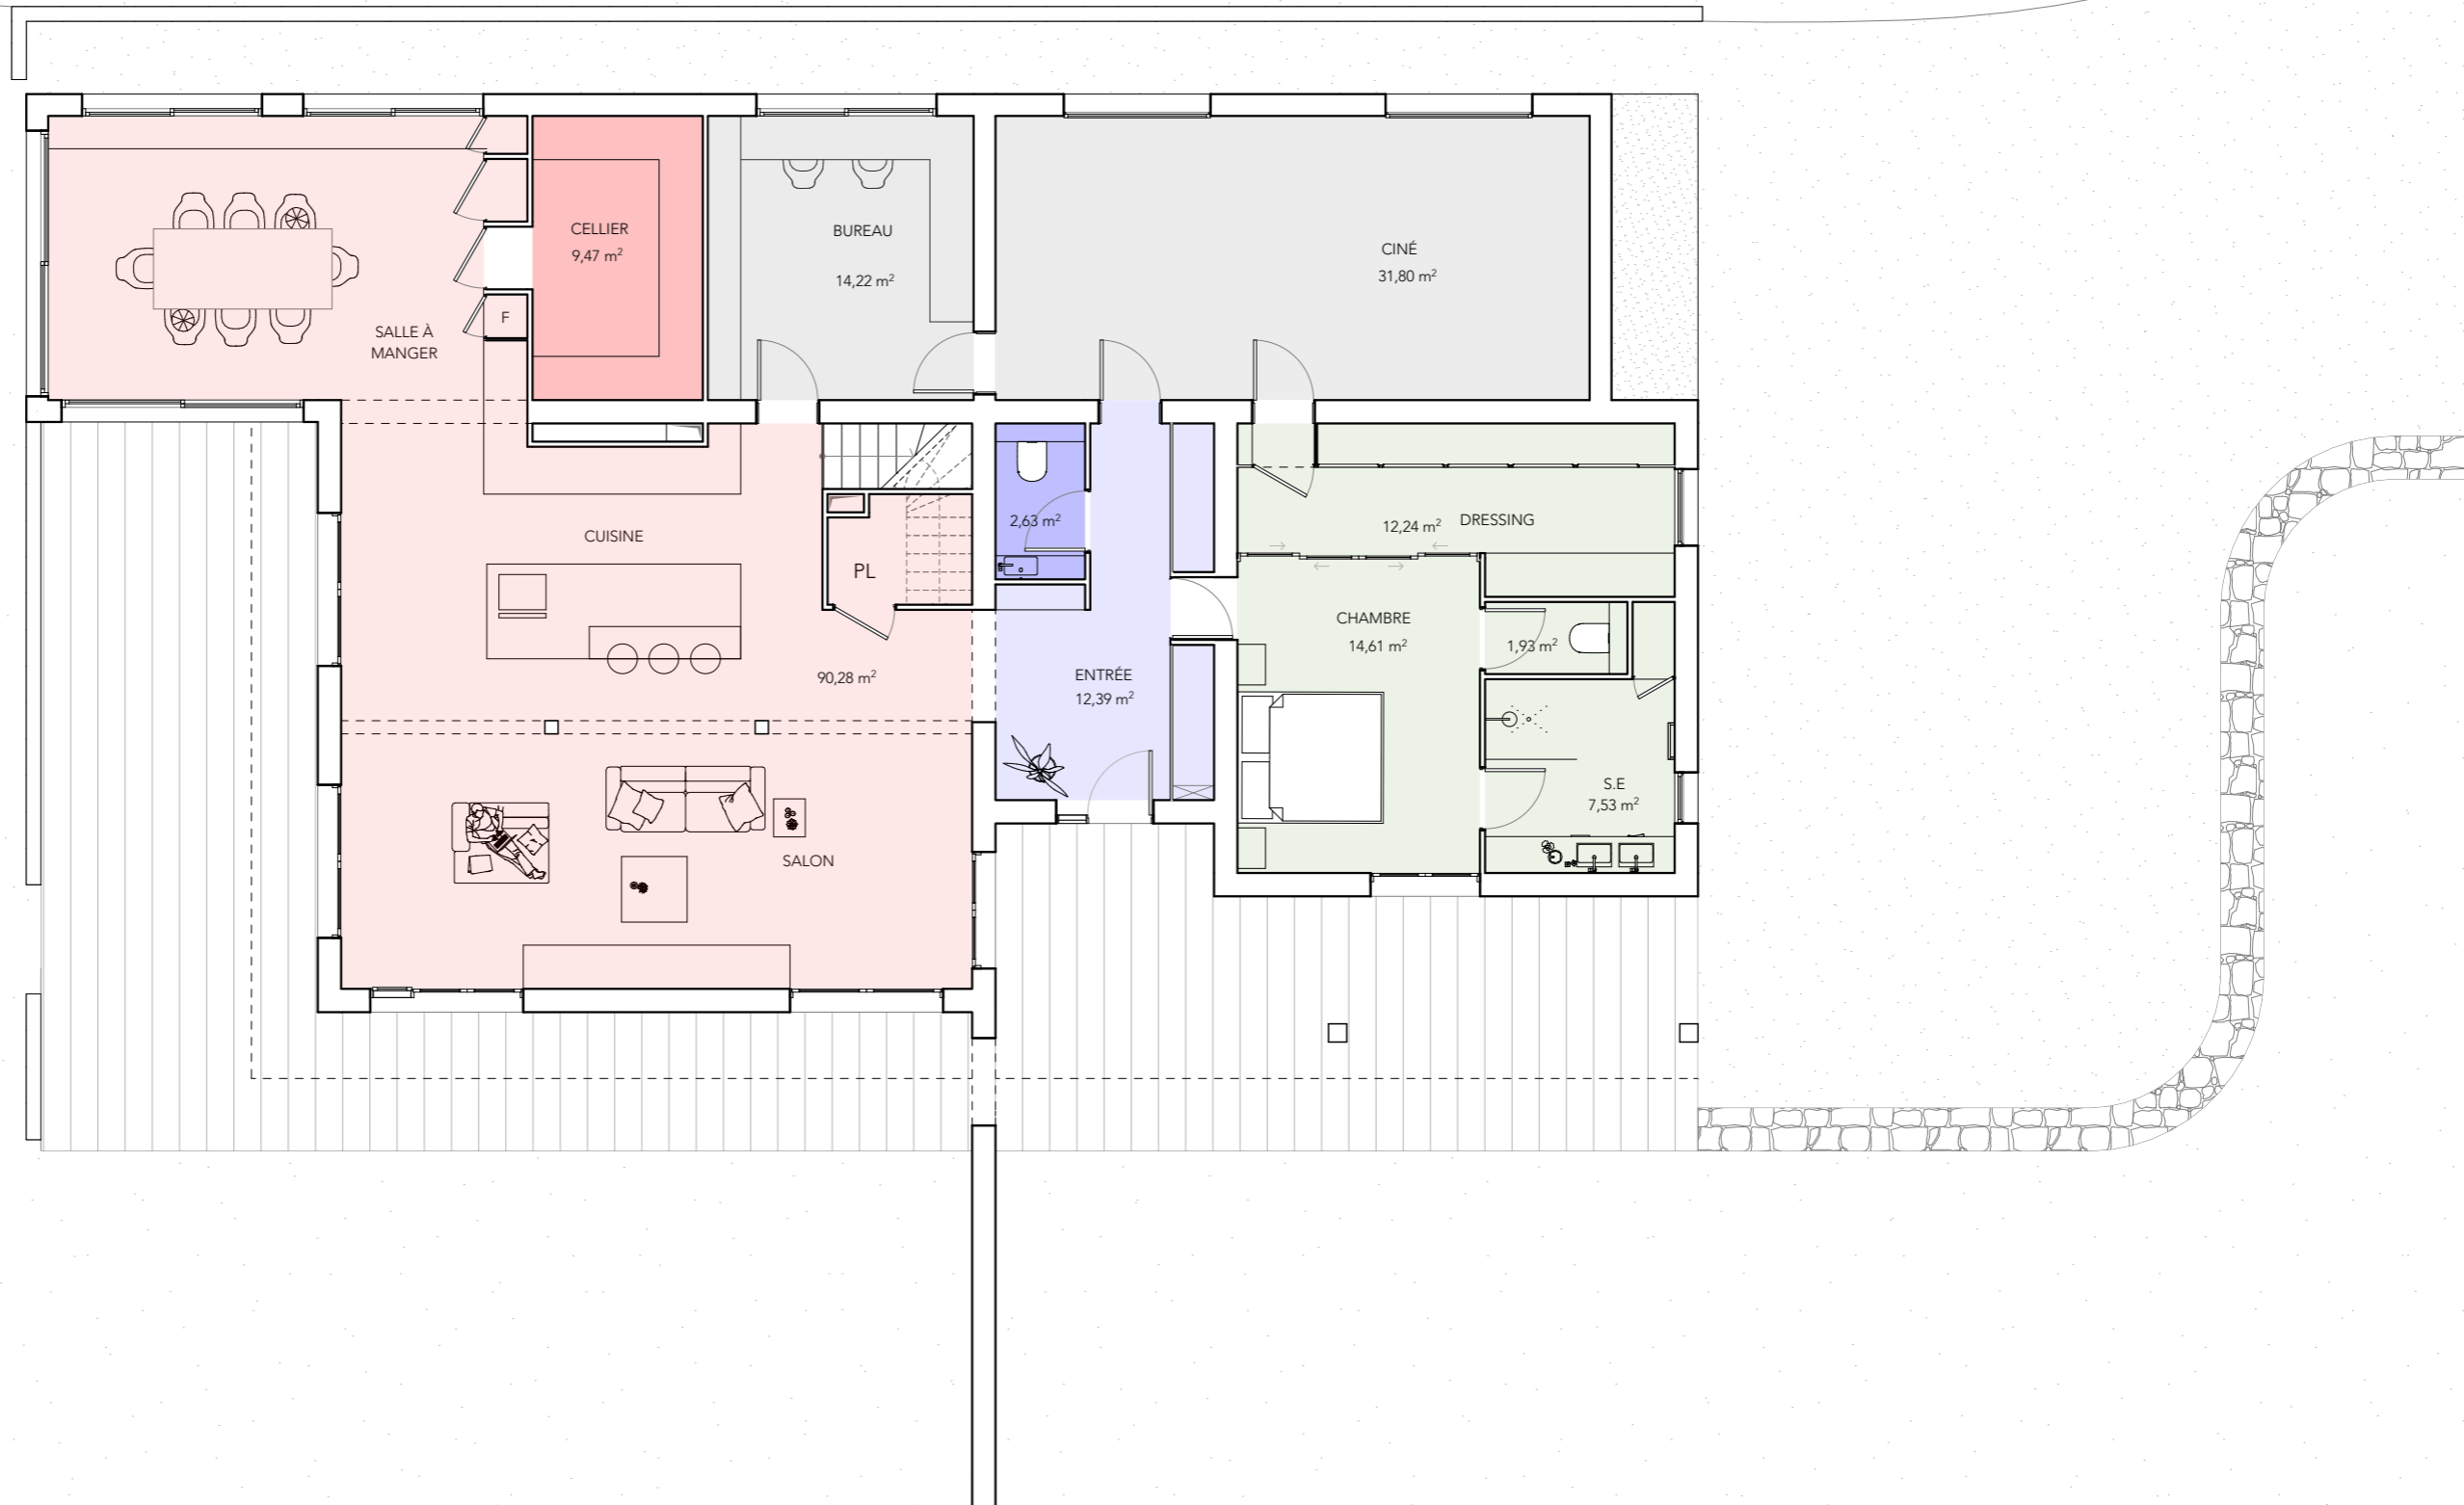 CELLIER
9,47 m²
BUREAU
14,22 m²
CINÉ
31,80 m²
F
SALLE À
MANGER
CUISINE
PL
2,63 m²
12,24 m²
DRESSING
CHAMBRE
14,61 m²
1,93 m²
90,28 m²
ENTRÉE
12,39 m²
S.E
7,53 m²
SALON